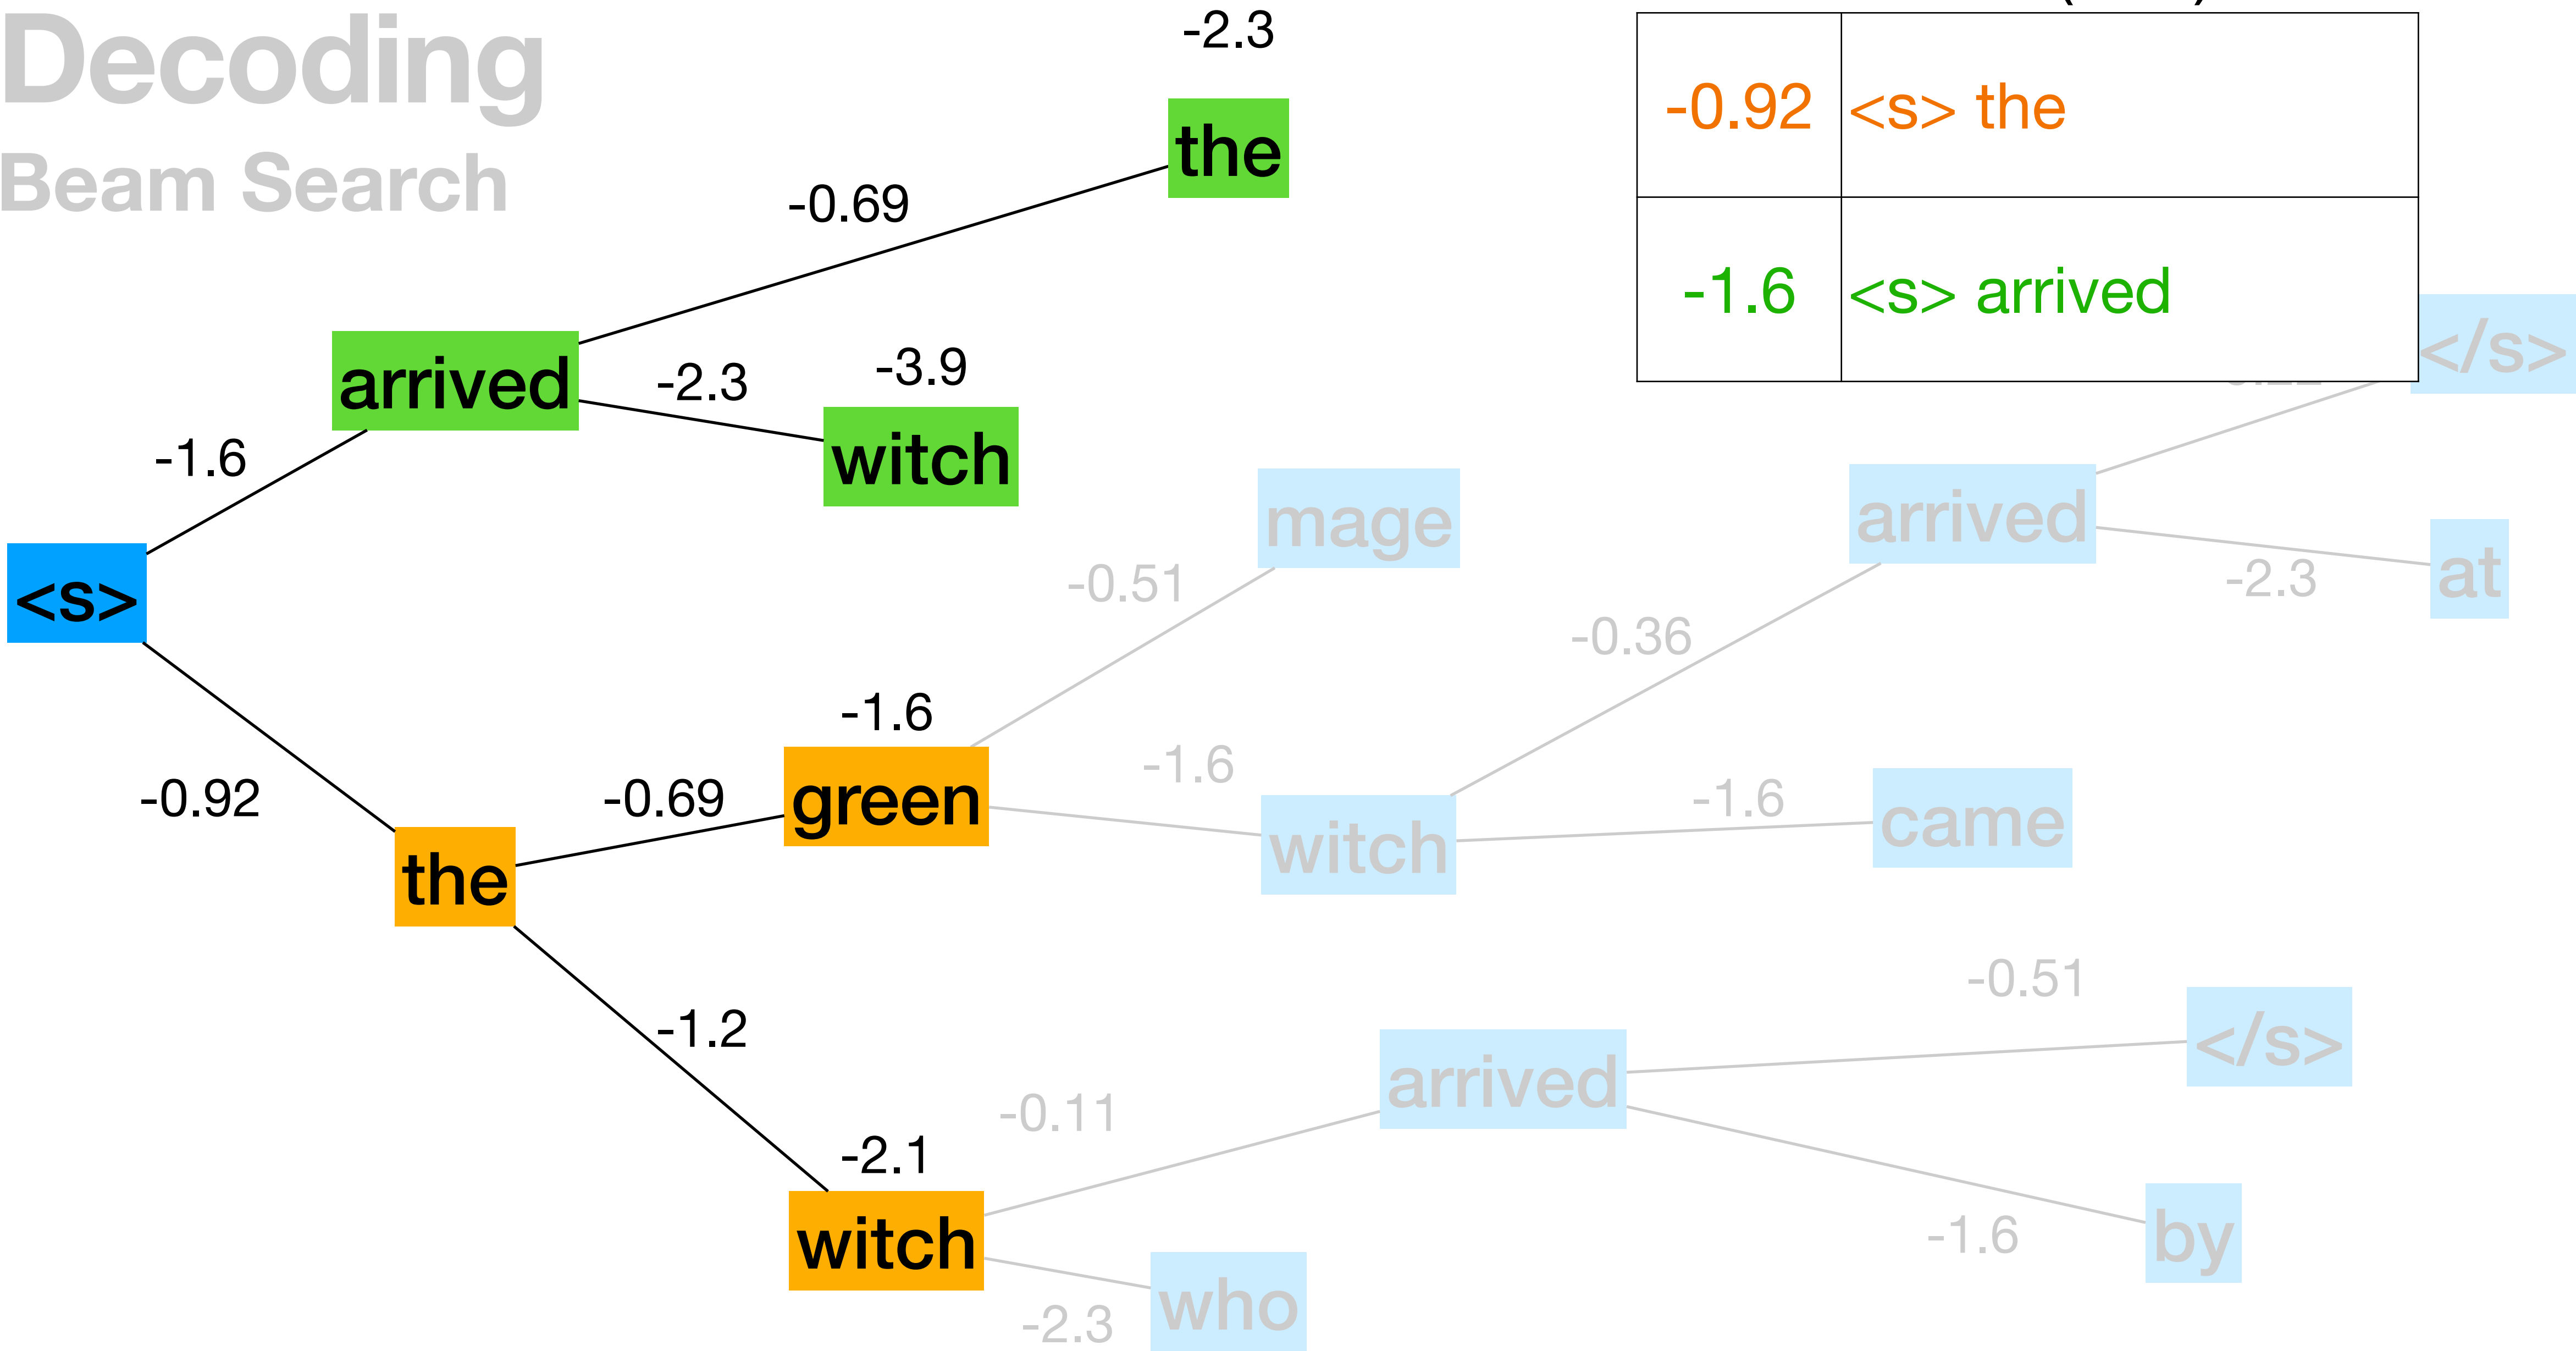 Decoding
Beam Search
-2.3
the
-0.69
-0.92 <s> the
-1.6 <s> arrived
arrived
-2.3
-3.9
witch
-1.6
<s>
-0.92
the
-0.69
-1.6
green
-1.2
-2.1
witch
-0.51
mage
-1.6
witch
-0.36
arrived
</s>
-2.3
at
-1.6
came
-0.11
arrived
-0.51
</s>
-1.6
by
-2.3
who